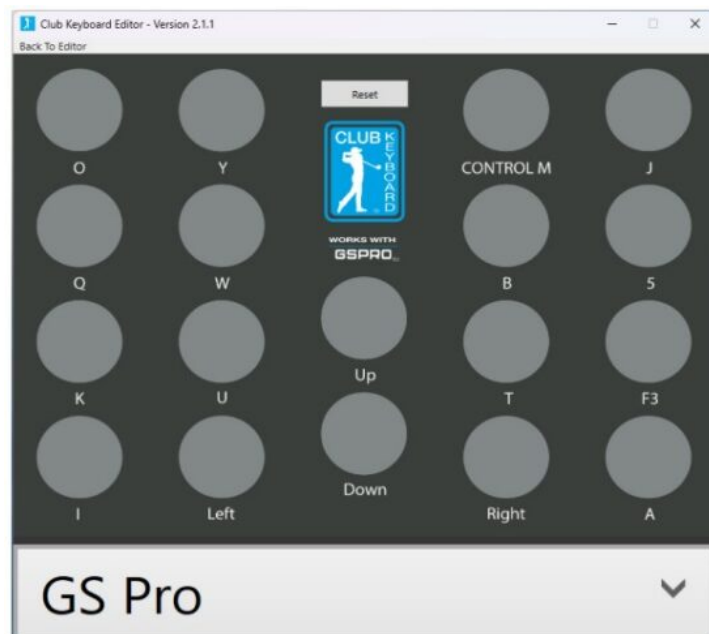 Club Keyboard Editor - Version 2.1.1
Back To Editor
Reset
CLUB KEYBOARD
WORKS WITH
GSPRO
O Y CONTROL M J
Q W B 5
K U Up T F3
I Left Down Right A
GS Pro